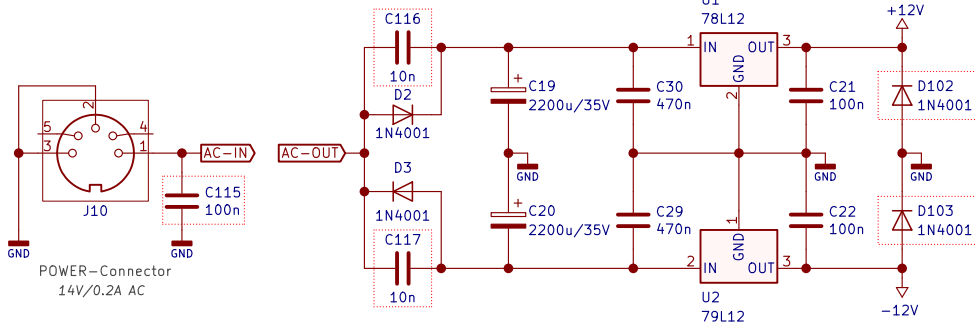 U1
78L12
C116
10n
D2
1N4001
C19
2200u/35V
C30
470n
1
IN
OUT
3
GND
2
C21
100n
+12V
D102
1N4001
2
5
4
3
1
J10
AC-IN
AC-OUT
C115
100n
GND
GND
POWER-Connector
14V/0.2A AC
D3
1N4001
C117
10n
GND
C20
2200u/35V
C29
470n
GND
1
GND
2
IN
OUT
3
U2
79L12
C22
100n
GND
D103
1N4001
-12V